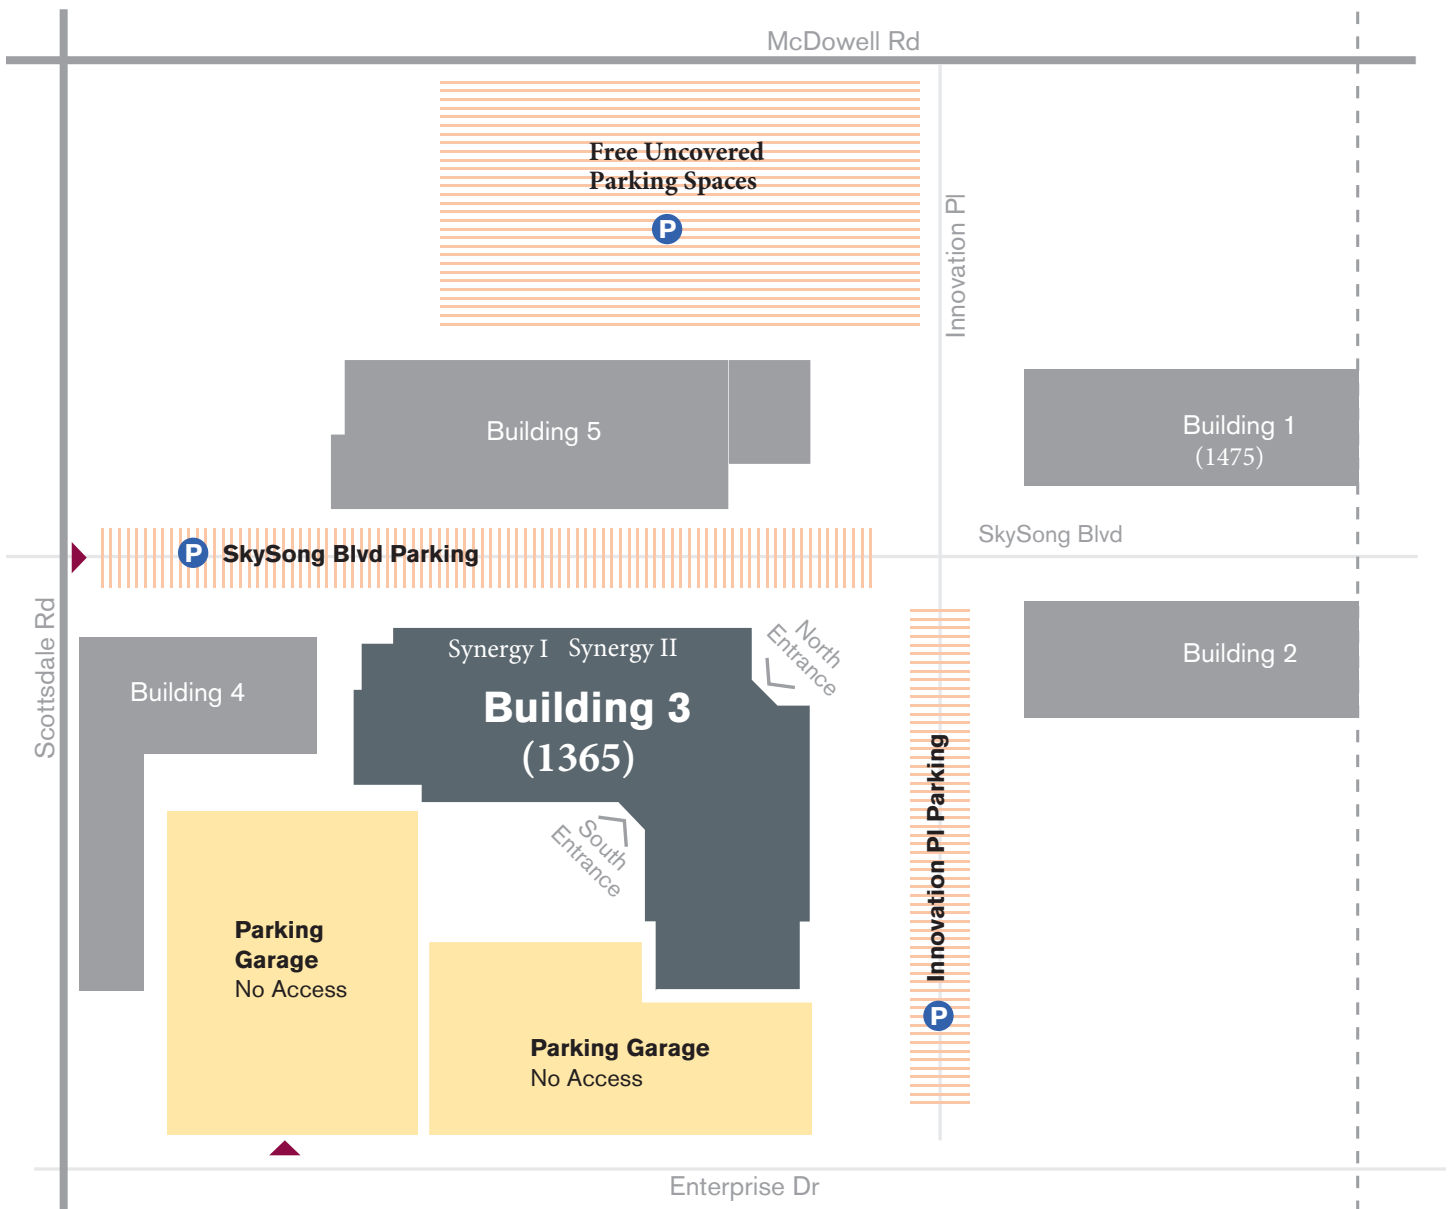 McDowell Rd
Free Uncovered
Parking Spaces
P
Innovation Pl
Building 5
Building 1
(1475)
SkySong Blvd
P SkySong Blvd Parking
Scottsdale Rd
Building 4
Synergy I Synergy II
Building 3
(1365)
North
Entrance
South
Entrance
Building 2
Innovation Pl Parking
P
Parking
Garage
No Access
Parking Garage
No Access
Enterprise Dr